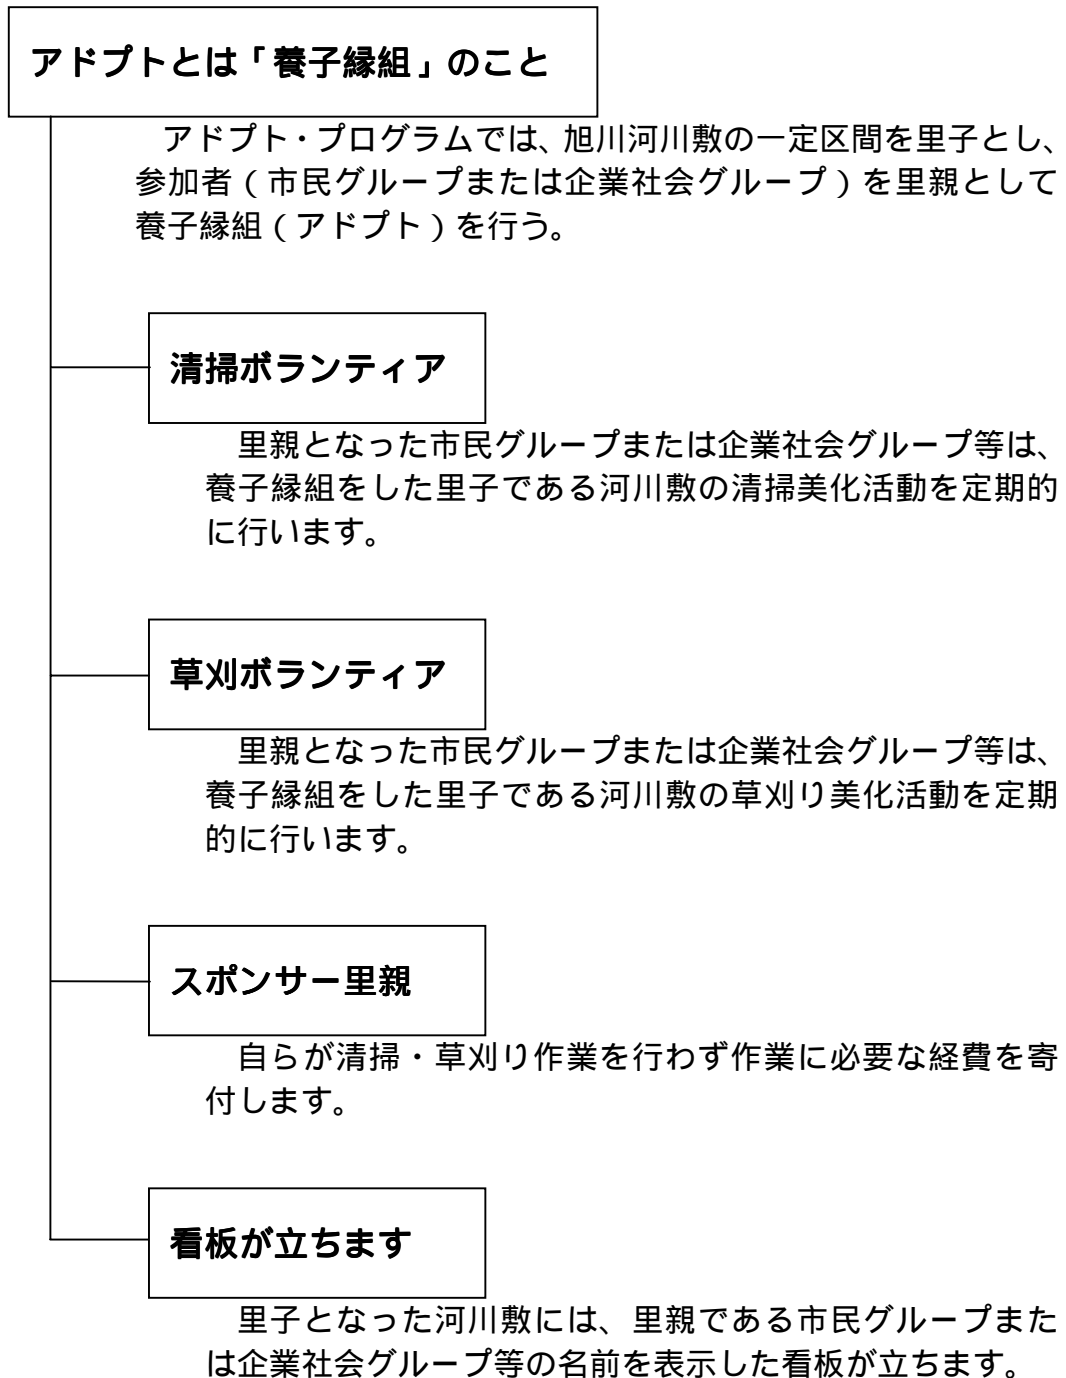 アドプトとは「養子縁組」のこと
アドプト・プログラムでは、旭川河川敷の一定区間を里子とし、
参加者（市民グループまたは企業社会グループ）を里親として
養子縁組（アドプト）を行う。
清掃ボランティア
里親となった市民グループまたは企業社会グループ等は、
養子縁組をした里子である河川敷の清掃美化活動を定期的
に行います。
草刈ボランティア
里親となった市民グループまたは企業社会グループ等は、
養子縁組をした里子である河川敷の草刈り美化活動を定期
的に行います。
スポンサー里親
自らが清掃・草刈り作業を行わず作業に必要な経費を寄
付します。
看板が立ちます
里子となった河川敷には、里親である市民グループまた
は企業社会グループ等の名前を表示した看板が立ちます。